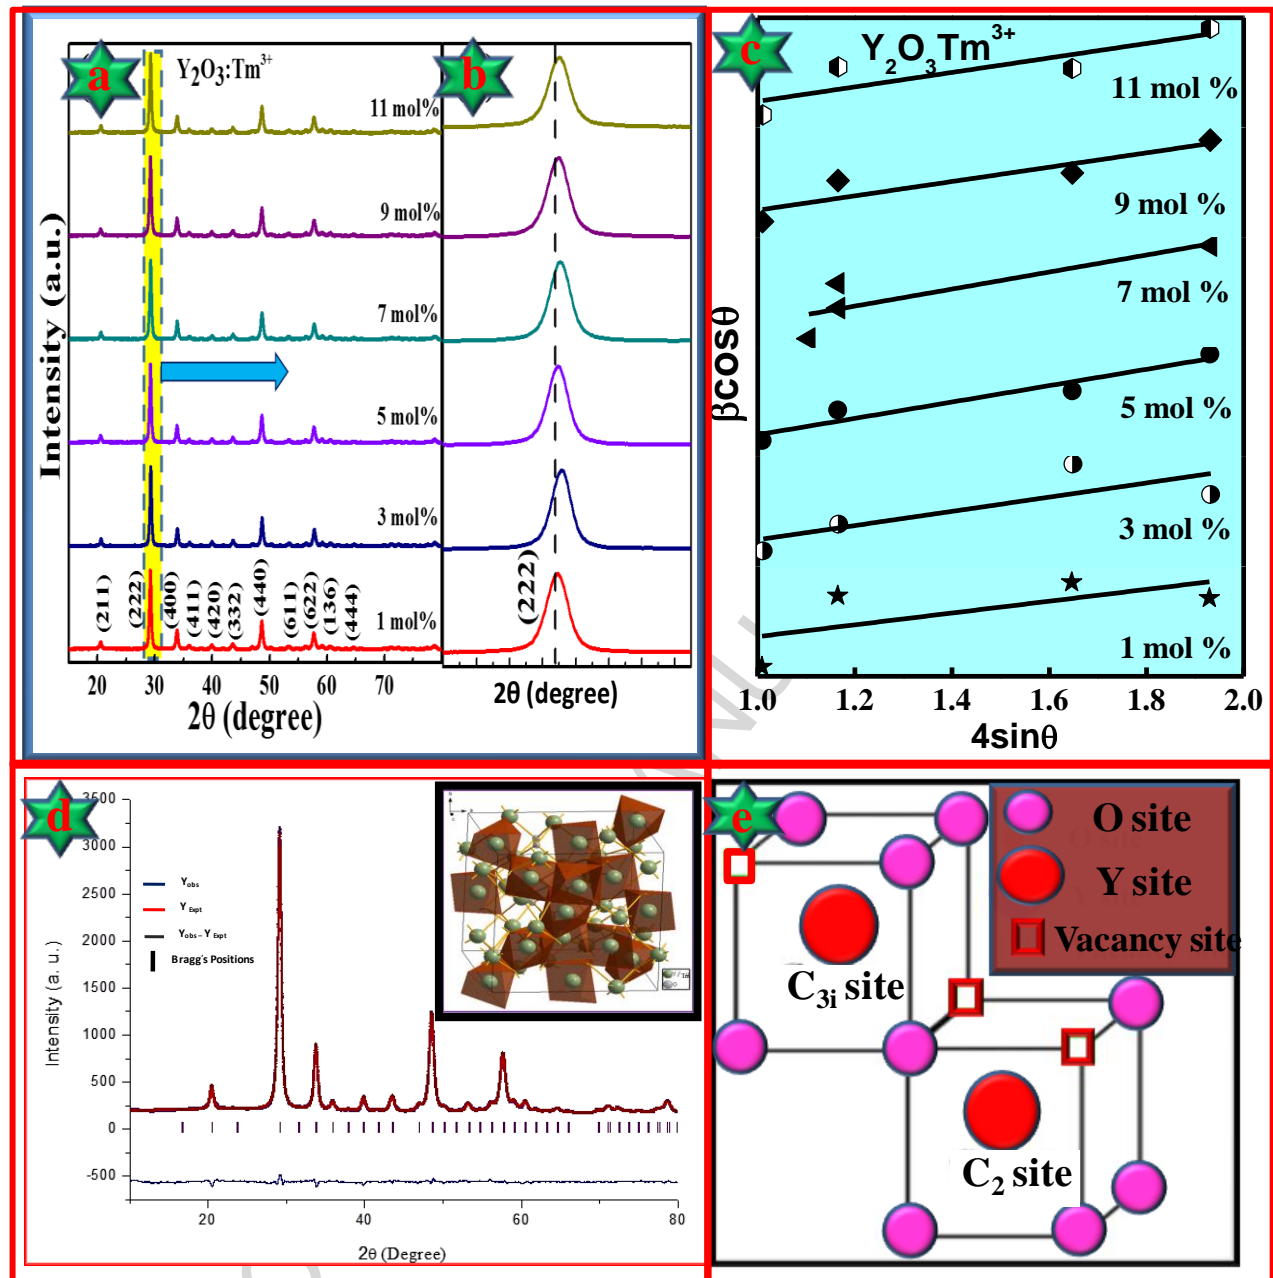 a
Y₂O₃:Tm³⁺
b
11 mol%
9 mol%
7 mol%
5 mol%
3 mol%
1 mol%
Intensity (a.u.)
(211)
(222)
(400)
(411)
(420)
(332)
(440)
(611)
(622)
(136)
(444)
(222)
20 30 40 50 60 70
2θ (degree)
2θ (degree)
c
Y₂O₃Tm³⁺
11 mol %
9 mol %
7 mol %
5 mol %
3 mol %
1 mol %
βcosθ
1.0 1.2 1.4 1.6 1.8 2.0
4sinθ
d
3500
3000
2500
2000
1500
1000
500
0
-500
Intensity (a. u.)
Y obs
Y Expt
Y obs – Y Expt
Bragg's Positions
20 40 60 80
2θ (Degree)
e
O site
Y site
Vacancy site
C₃ᵢ site
C₂ site